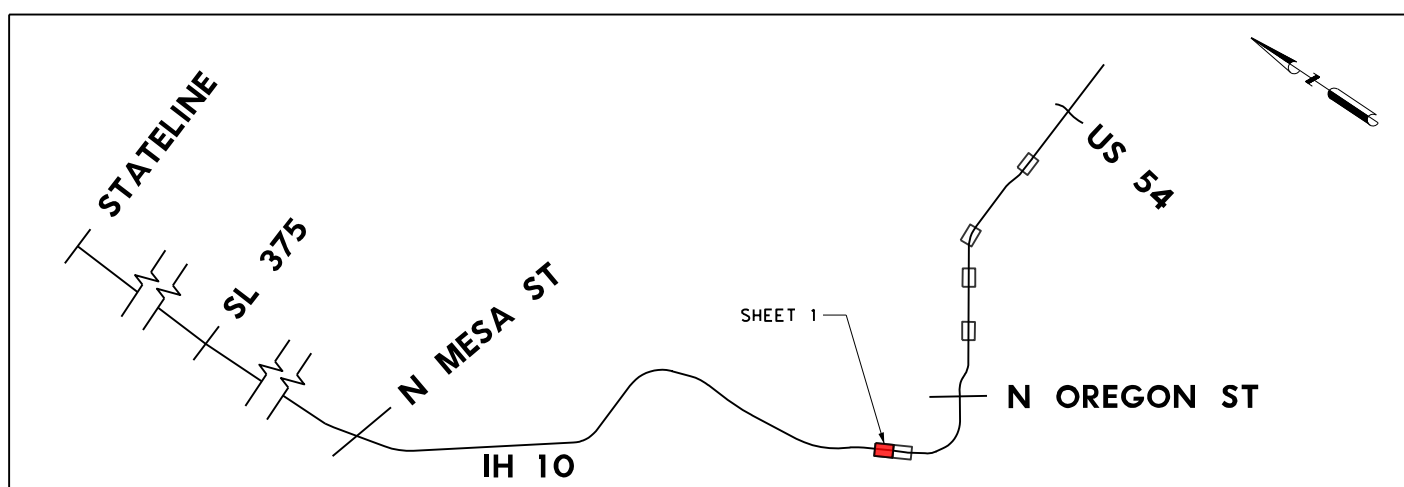 STATELINE
SL 375
N MESA ST
IH 10
SHEET 1
N OREGON ST
US 54
Z